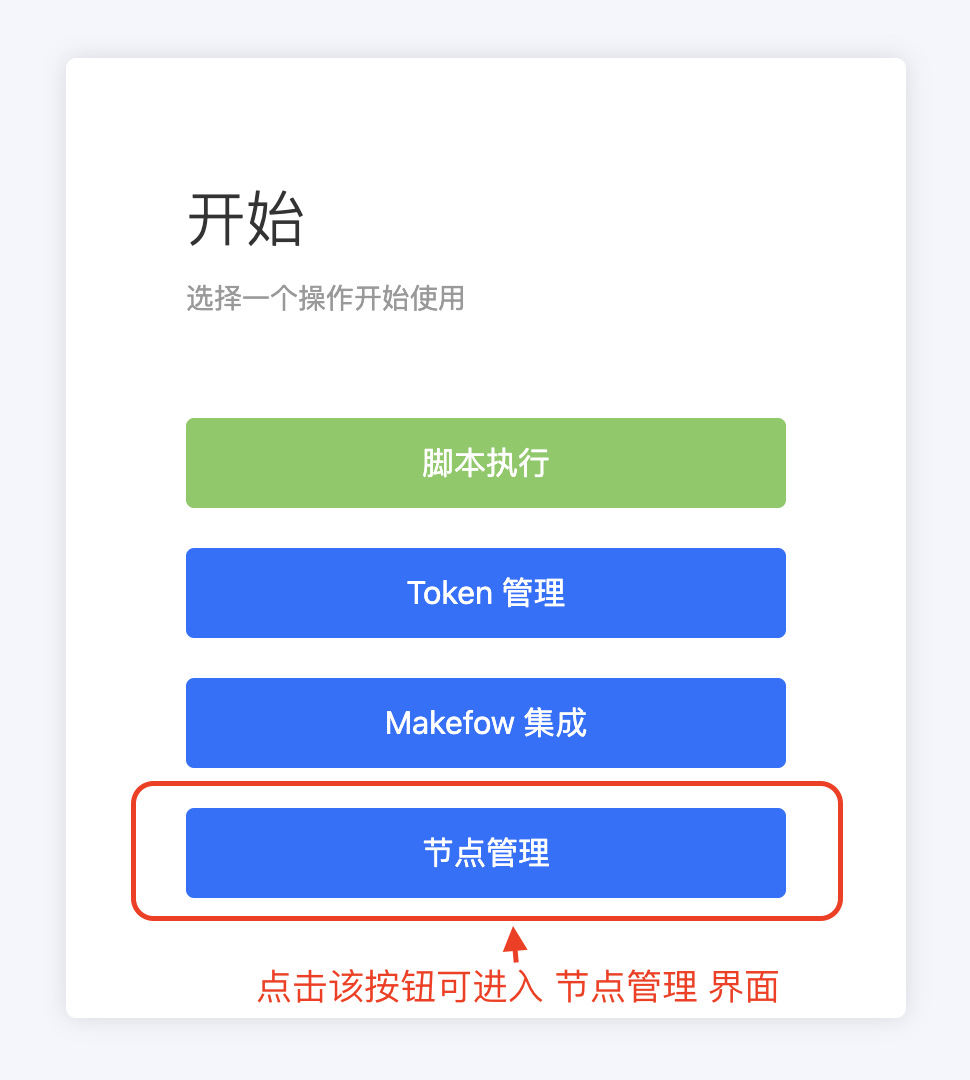 开始
选择一个操作开始使用
脚本执行
Token 管理
Makefow 集成
节点管理
点击该按钮可进入 节点管理 界面